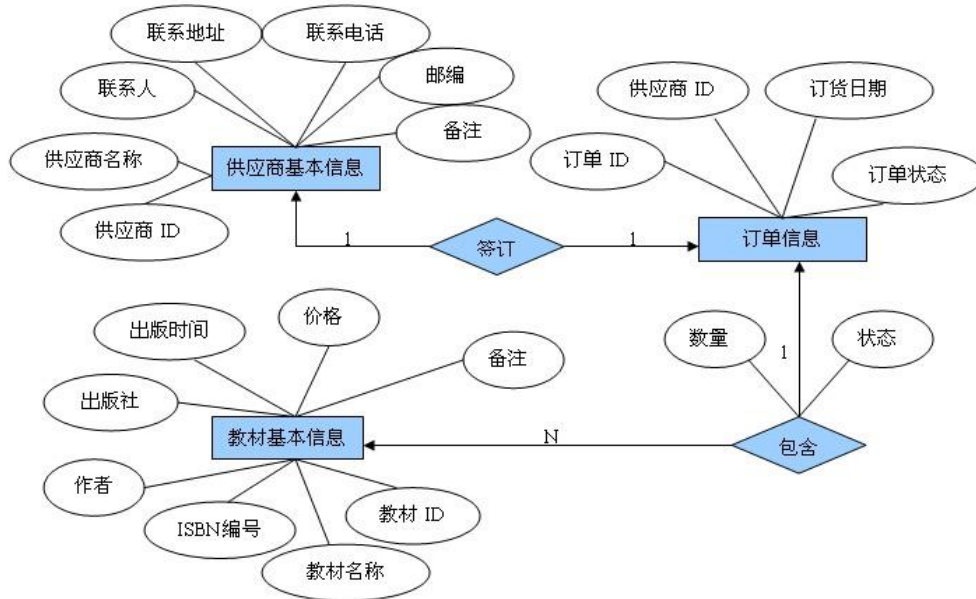 联系地址
联系电话
联系人
邮编
备注
供应商名称
供应商基本信息
供应商 ID
供应商 ID
订货日期
订单 ID
订单状态
1
签订
1
订单信息
出版时间
价格
备注
出版社
数量
状态
1
教材基本信息
N
包含
作者
ISBN编号
教材 ID
教材名称